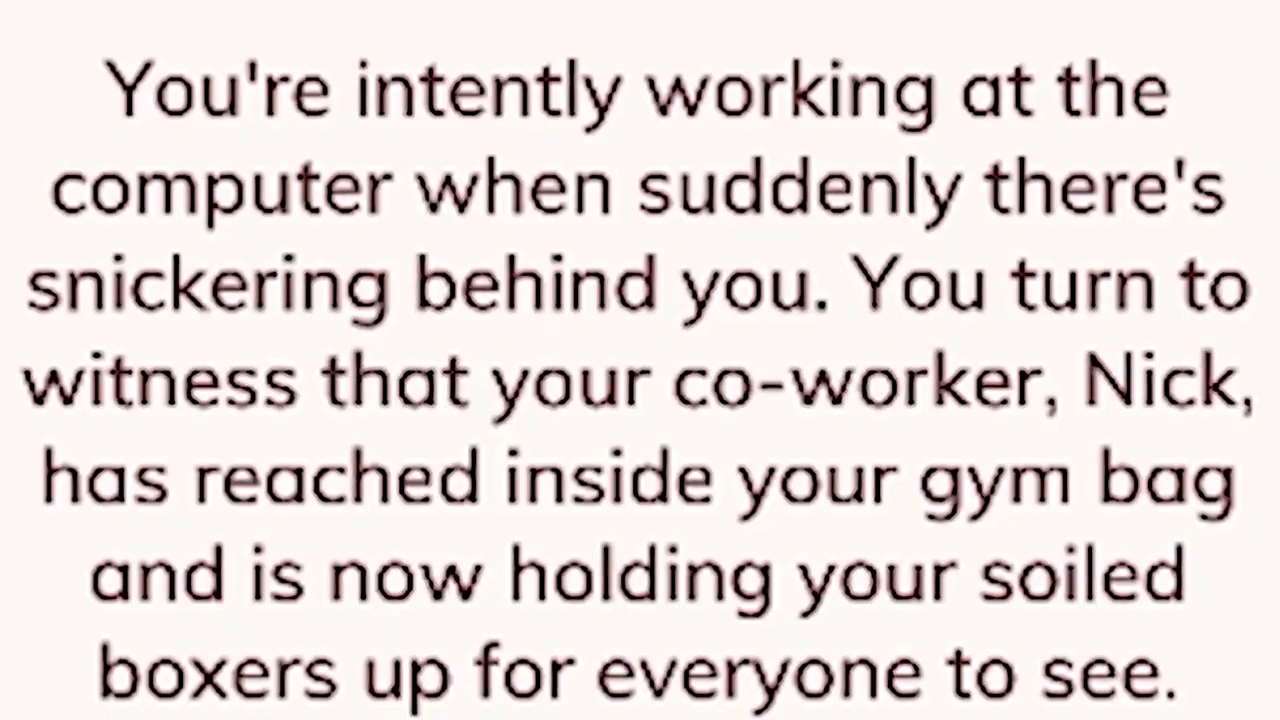 You're intently working at the
computer when suddenly there's
snickering behind you. You turn to
witness that your co-worker, Nick,
has reached inside your gym bag
and is now holding your soiled
boxers up for everyone to see.